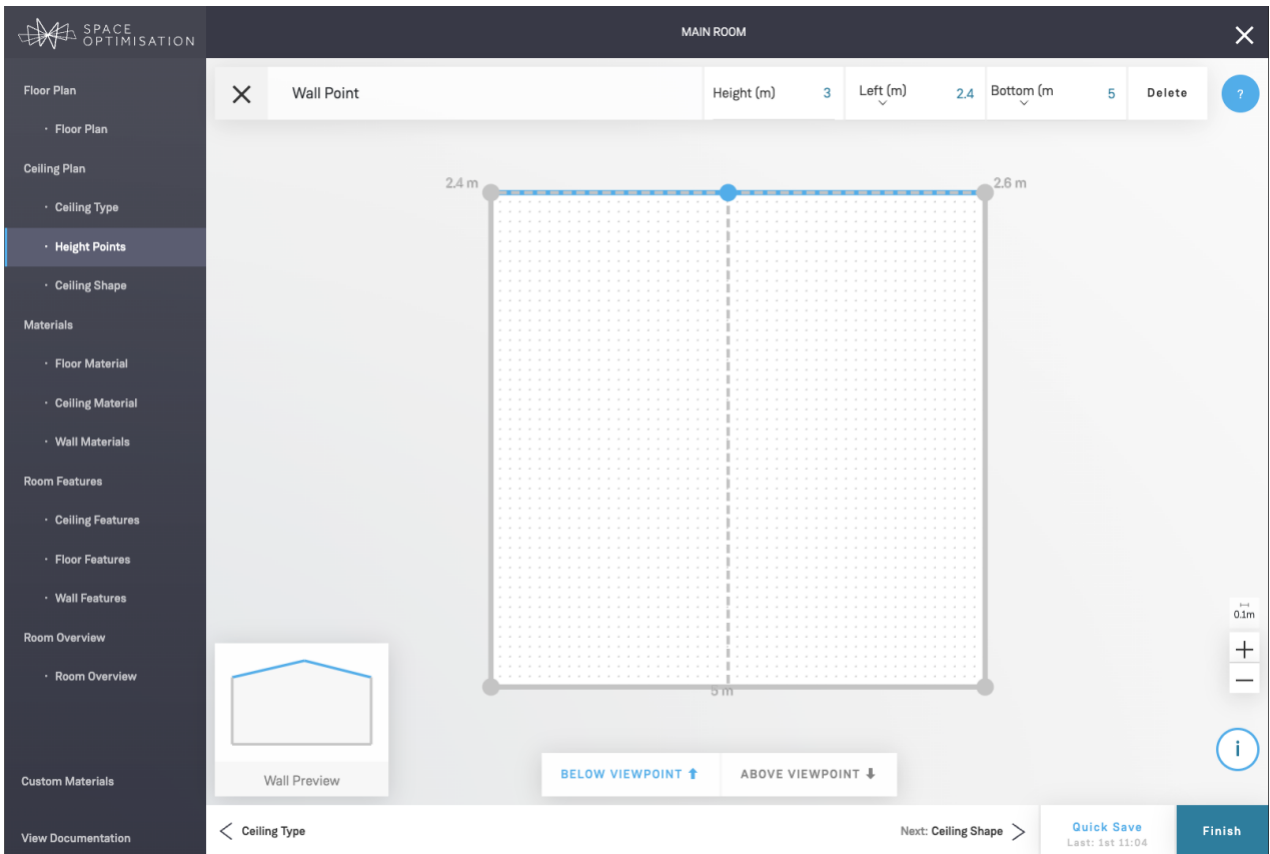 SPACE
OPTIMISATION
MAIN ROOM
Floor Plan
· Floor Plan
Ceiling Plan
· Ceiling Type
· Height Points
· Ceiling Shape
Materials
· Floor Material
· Ceiling Material
· Wall Materials
Room Features
· Ceiling Features
· Floor Features
· Wall Features
Room Overview
· Room Overview
Custom Materials
View Documentation
Wall Point
Height (m) 3
Left (m) 2.4
Bottom (m 5
Delete
?
2.4 m
2.6 m
5 m
0.1m
+
−
i
Wall Preview
BELOW VIEWPOINT ⬆
ABOVE VIEWPOINT ⬇
Ceiling Type
Next: Ceiling Shape
Quick Save
Last: 1st 11:04
Finish